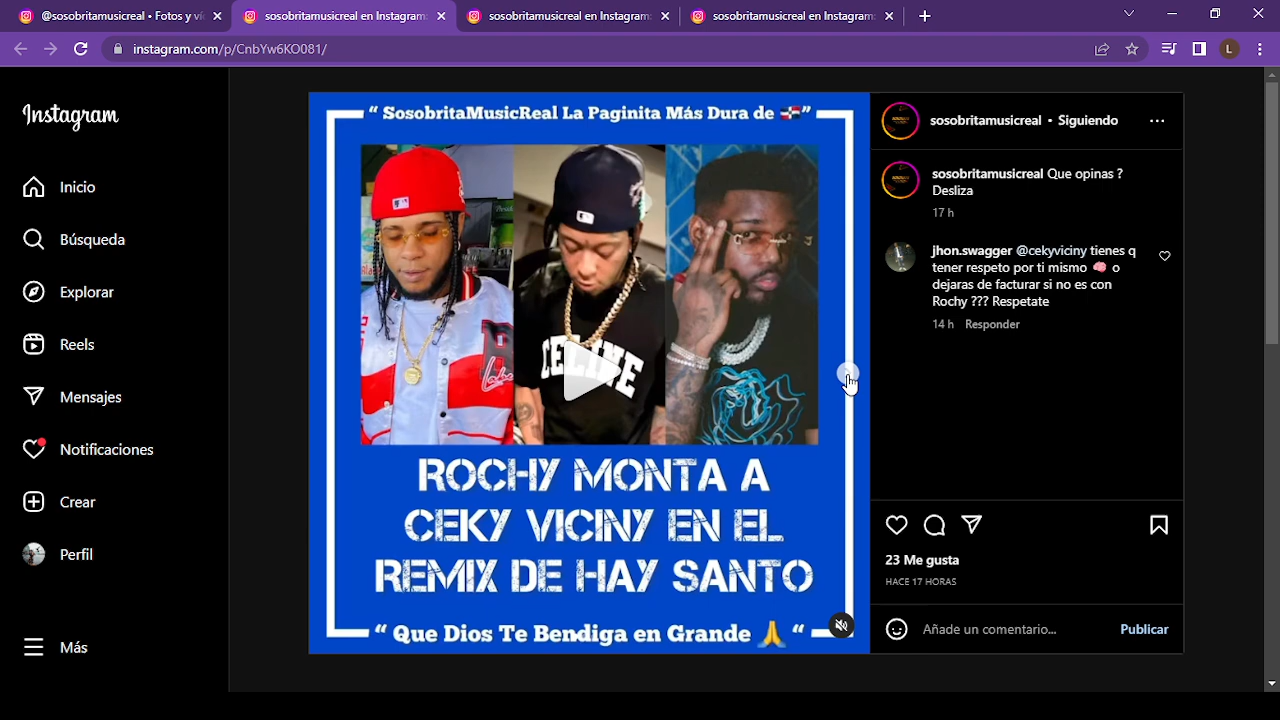 @sosobritamusicreal • Fotos y vi
sosobritamusicreal en Instagram:
sosobritamusicreal en Instagram:
sosobritamusicreal en Instagram:
instagram.com/p/CnbYw6KO081/
L
Instagram
Inicio
Búsqueda
Explorar
Reels
Mensajes
Notificaciones
Crear
Perfil
Más
“ SosobritaMusicReal La Paginita Más Dura de 🇩🇴”
CELINE
ROCHY MONTA A
CEKY VICINY EN EL
REMIX DE HAY SANTO
“ Que Dios Te Bendiga en Grande 🙏 “
sosobritamusicreal • Siguiendo
sosobritamusicreal Que opinas ?
Desliza
17 h
jhon.swagger @cekyviciny tienes q
tener respeto por ti mismo 🧠 o
dejaras de facturar si no es con
Rochy ??? Respetate
14 h Responder
23 Me gusta
HACE 17 HORAS
Añade un comentario...
Publicar